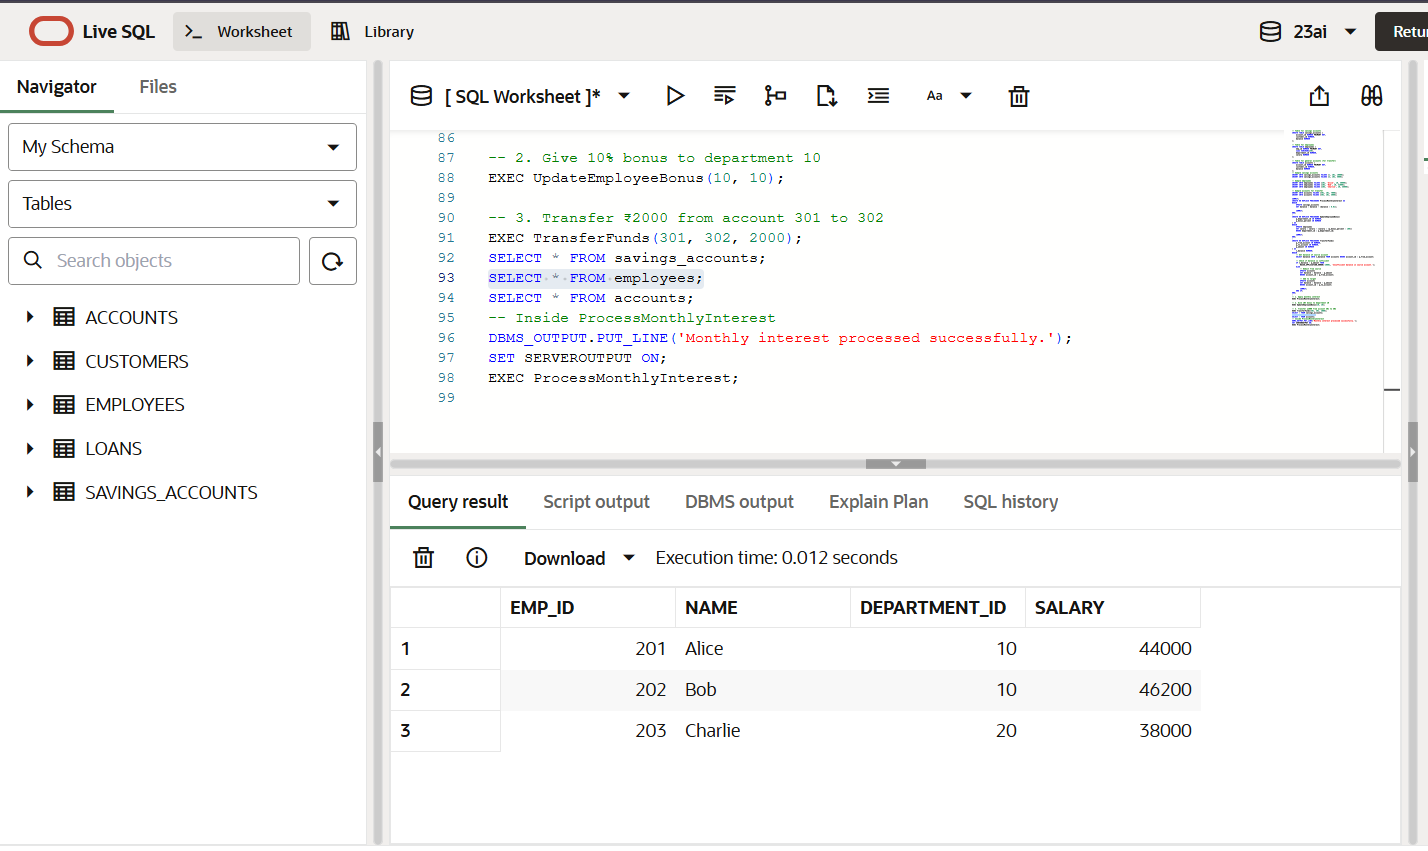 Live SQL
Worksheet
Library
23ai
Retu
Navigator
Files
My Schema
Tables
Search objects
ACCOUNTS
CUSTOMERS
EMPLOYEES
LOANS
SAVINGS_ACCOUNTS
[ SQL Worksheet ]*
Aa
86
87 -- 2. Give 10% bonus to department 10
88 EXEC UpdateEmployeeBonus(10, 10);
89
90 -- 3. Transfer ₹2000 from account 301 to 302
91 EXEC TransferFunds(301, 302, 2000);
92 SELECT * FROM savings_accounts;
93 SELECT * FROM employees;
94 SELECT * FROM accounts;
95 -- Inside ProcessMonthlyInterest
96 DBMS_OUTPUT.PUT_LINE('Monthly interest processed successfully.');
97 SET SERVEROUTPUT ON;
98 EXEC ProcessMonthlyInterest;
99
Query result
Script output
DBMS output
Explain Plan
SQL history
Download
Execution time: 0.012 seconds
EMP_ID NAME DEPARTMENT_ID SALARY
1 201 Alice 10 44000
2 202 Bob 10 46200
3 203 Charlie 20 38000